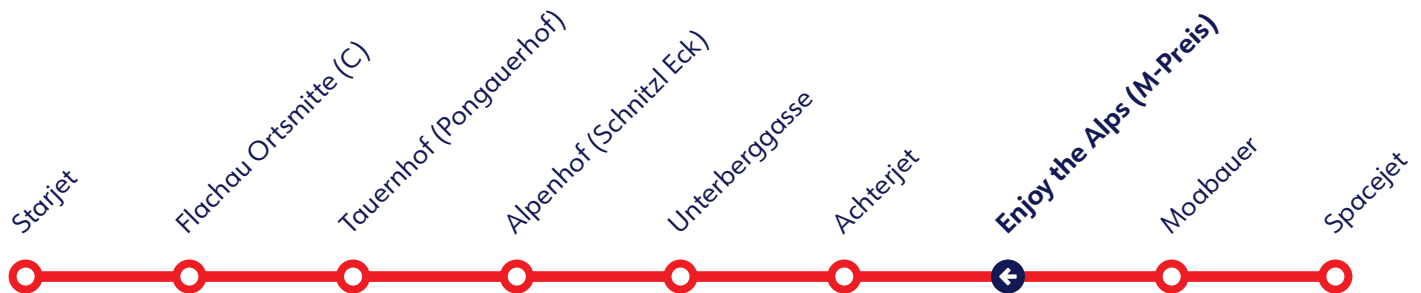 Starjet
Flachau Ortsmitte (C)
Tauernhof (Pongauerhof)
Alpenhof (Schnitzl Eck)
Unterberggasse
Achterjet
Enjoy the Alps (M-Preis)
Moabauer
Spacejet